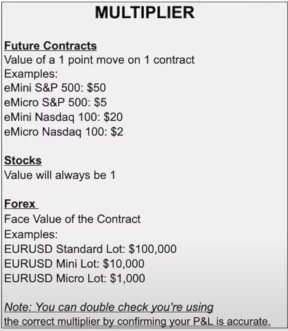 MULTIPLIER
Future Contracts
Value of a 1 point move on 1 contract
Examples:
eMini S&P 500: $50
eMicro S&P 500: $5
eMini Nasdaq 100: $20
eMicro Nasdaq 100: $2
Stocks
Value will always be 1
Forex
Face Value of the Contract
Examples:
EURUSD Standard Lot: $100,000
EURUSD Mini Lot: $10,000
EURUSD Micro Lot: $1,000
Note: You can double check you're using
the correct multiplier by confirming your P&L is accurate.